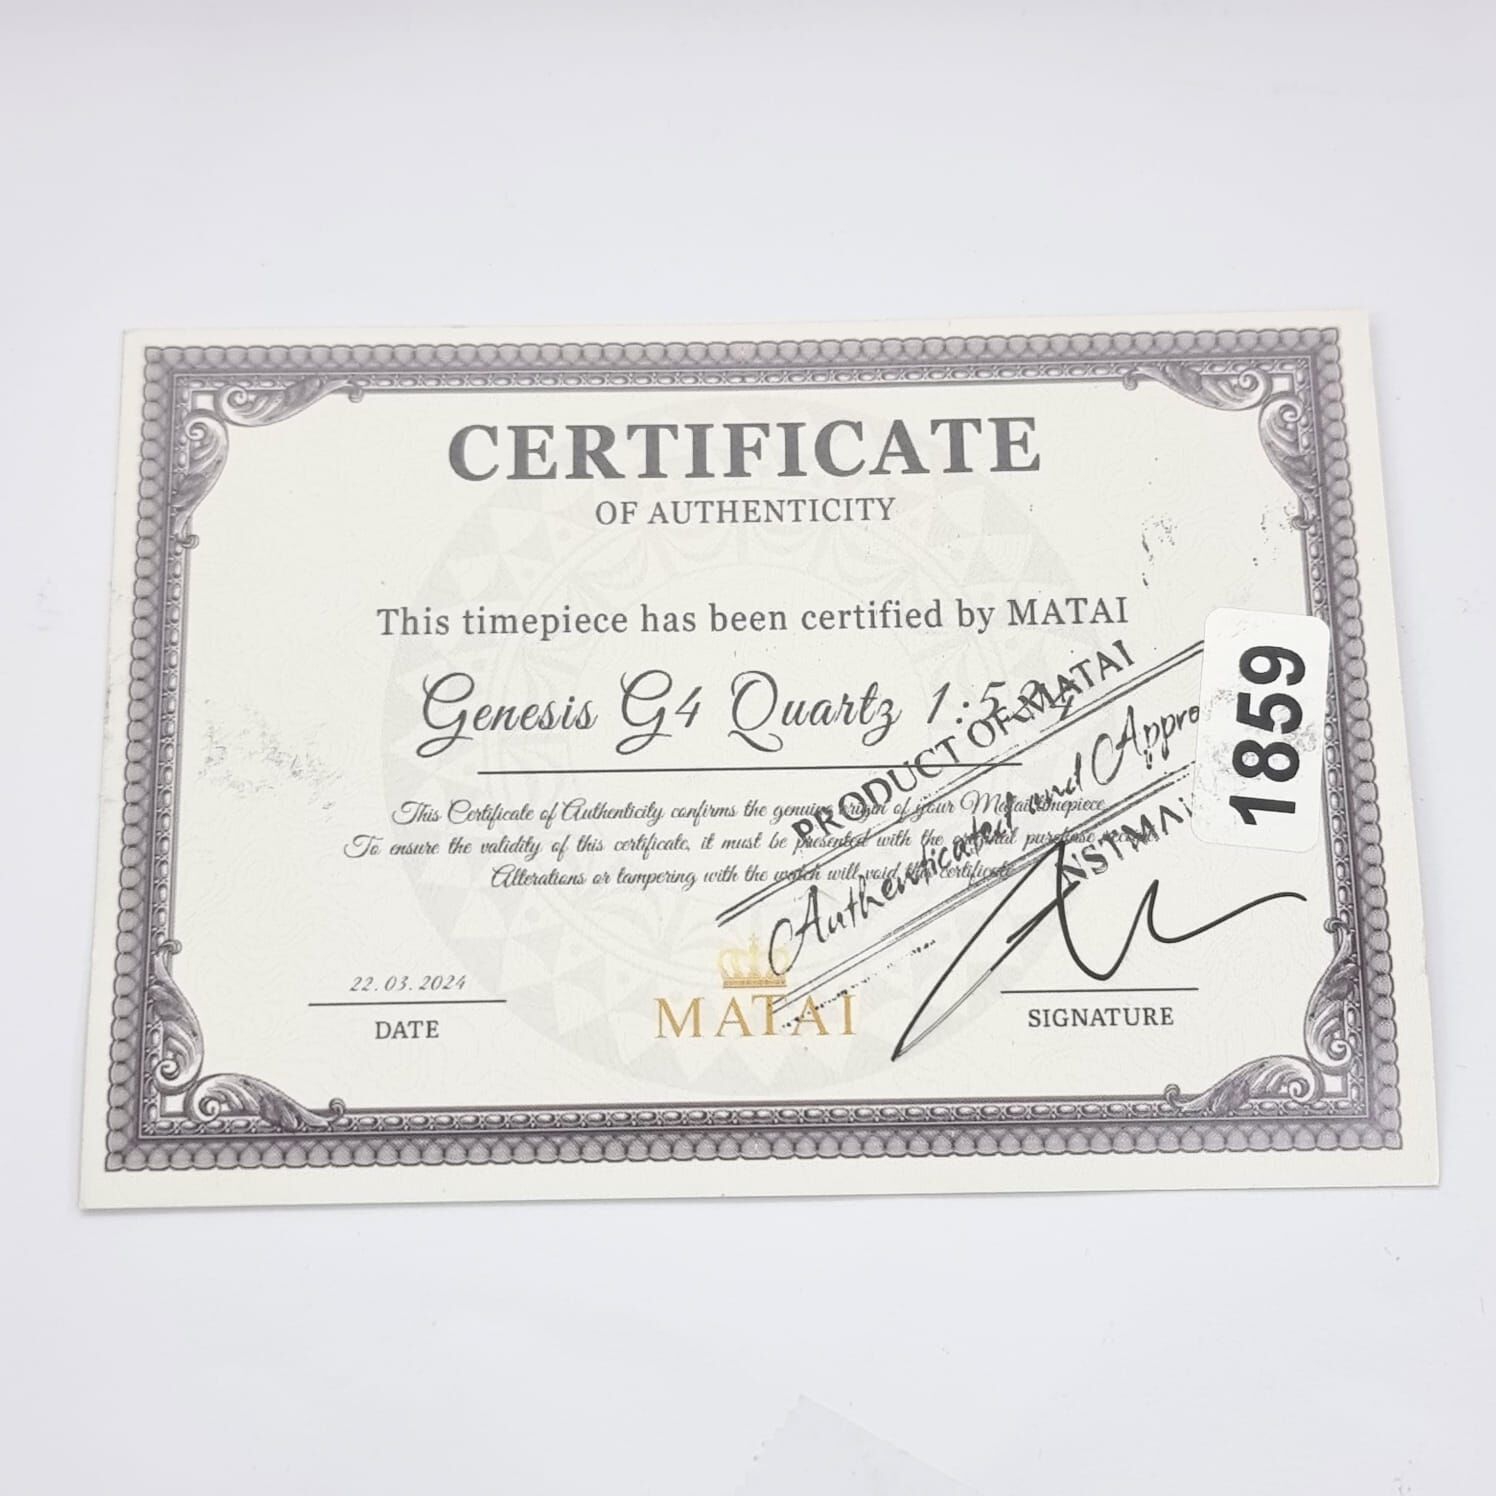 CERTIFICATE
OF AUTHENTICITY
This timepiece has been certified by MATAI
Genesis G4 Quartz 1:5
This Certificate of Authenticity confirms the genuine origin of your Matai timepiece.
To ensure the validity of this certificate, it must be presented with the original purchase
Alterations or tampering with the watch will void this certificate
PRODUCT OF MATAI
Authenticated and
1859
22.03.2024
DATE
MATAI
SIGNATURE